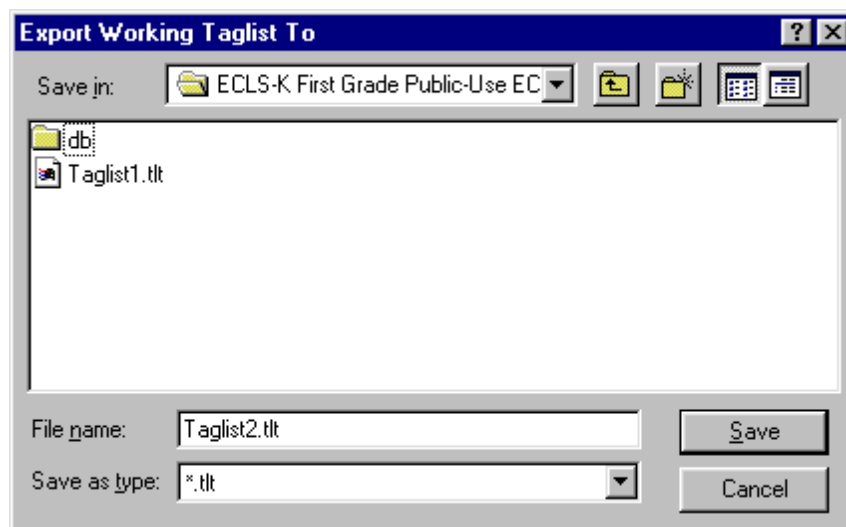 Export Working Taglist To
Save in: ECLS-K First Grade Public-Use EC
db
Taglist1.tlt
File name: Taglist2.tlt Save
Save as type: *.tlt Cancel